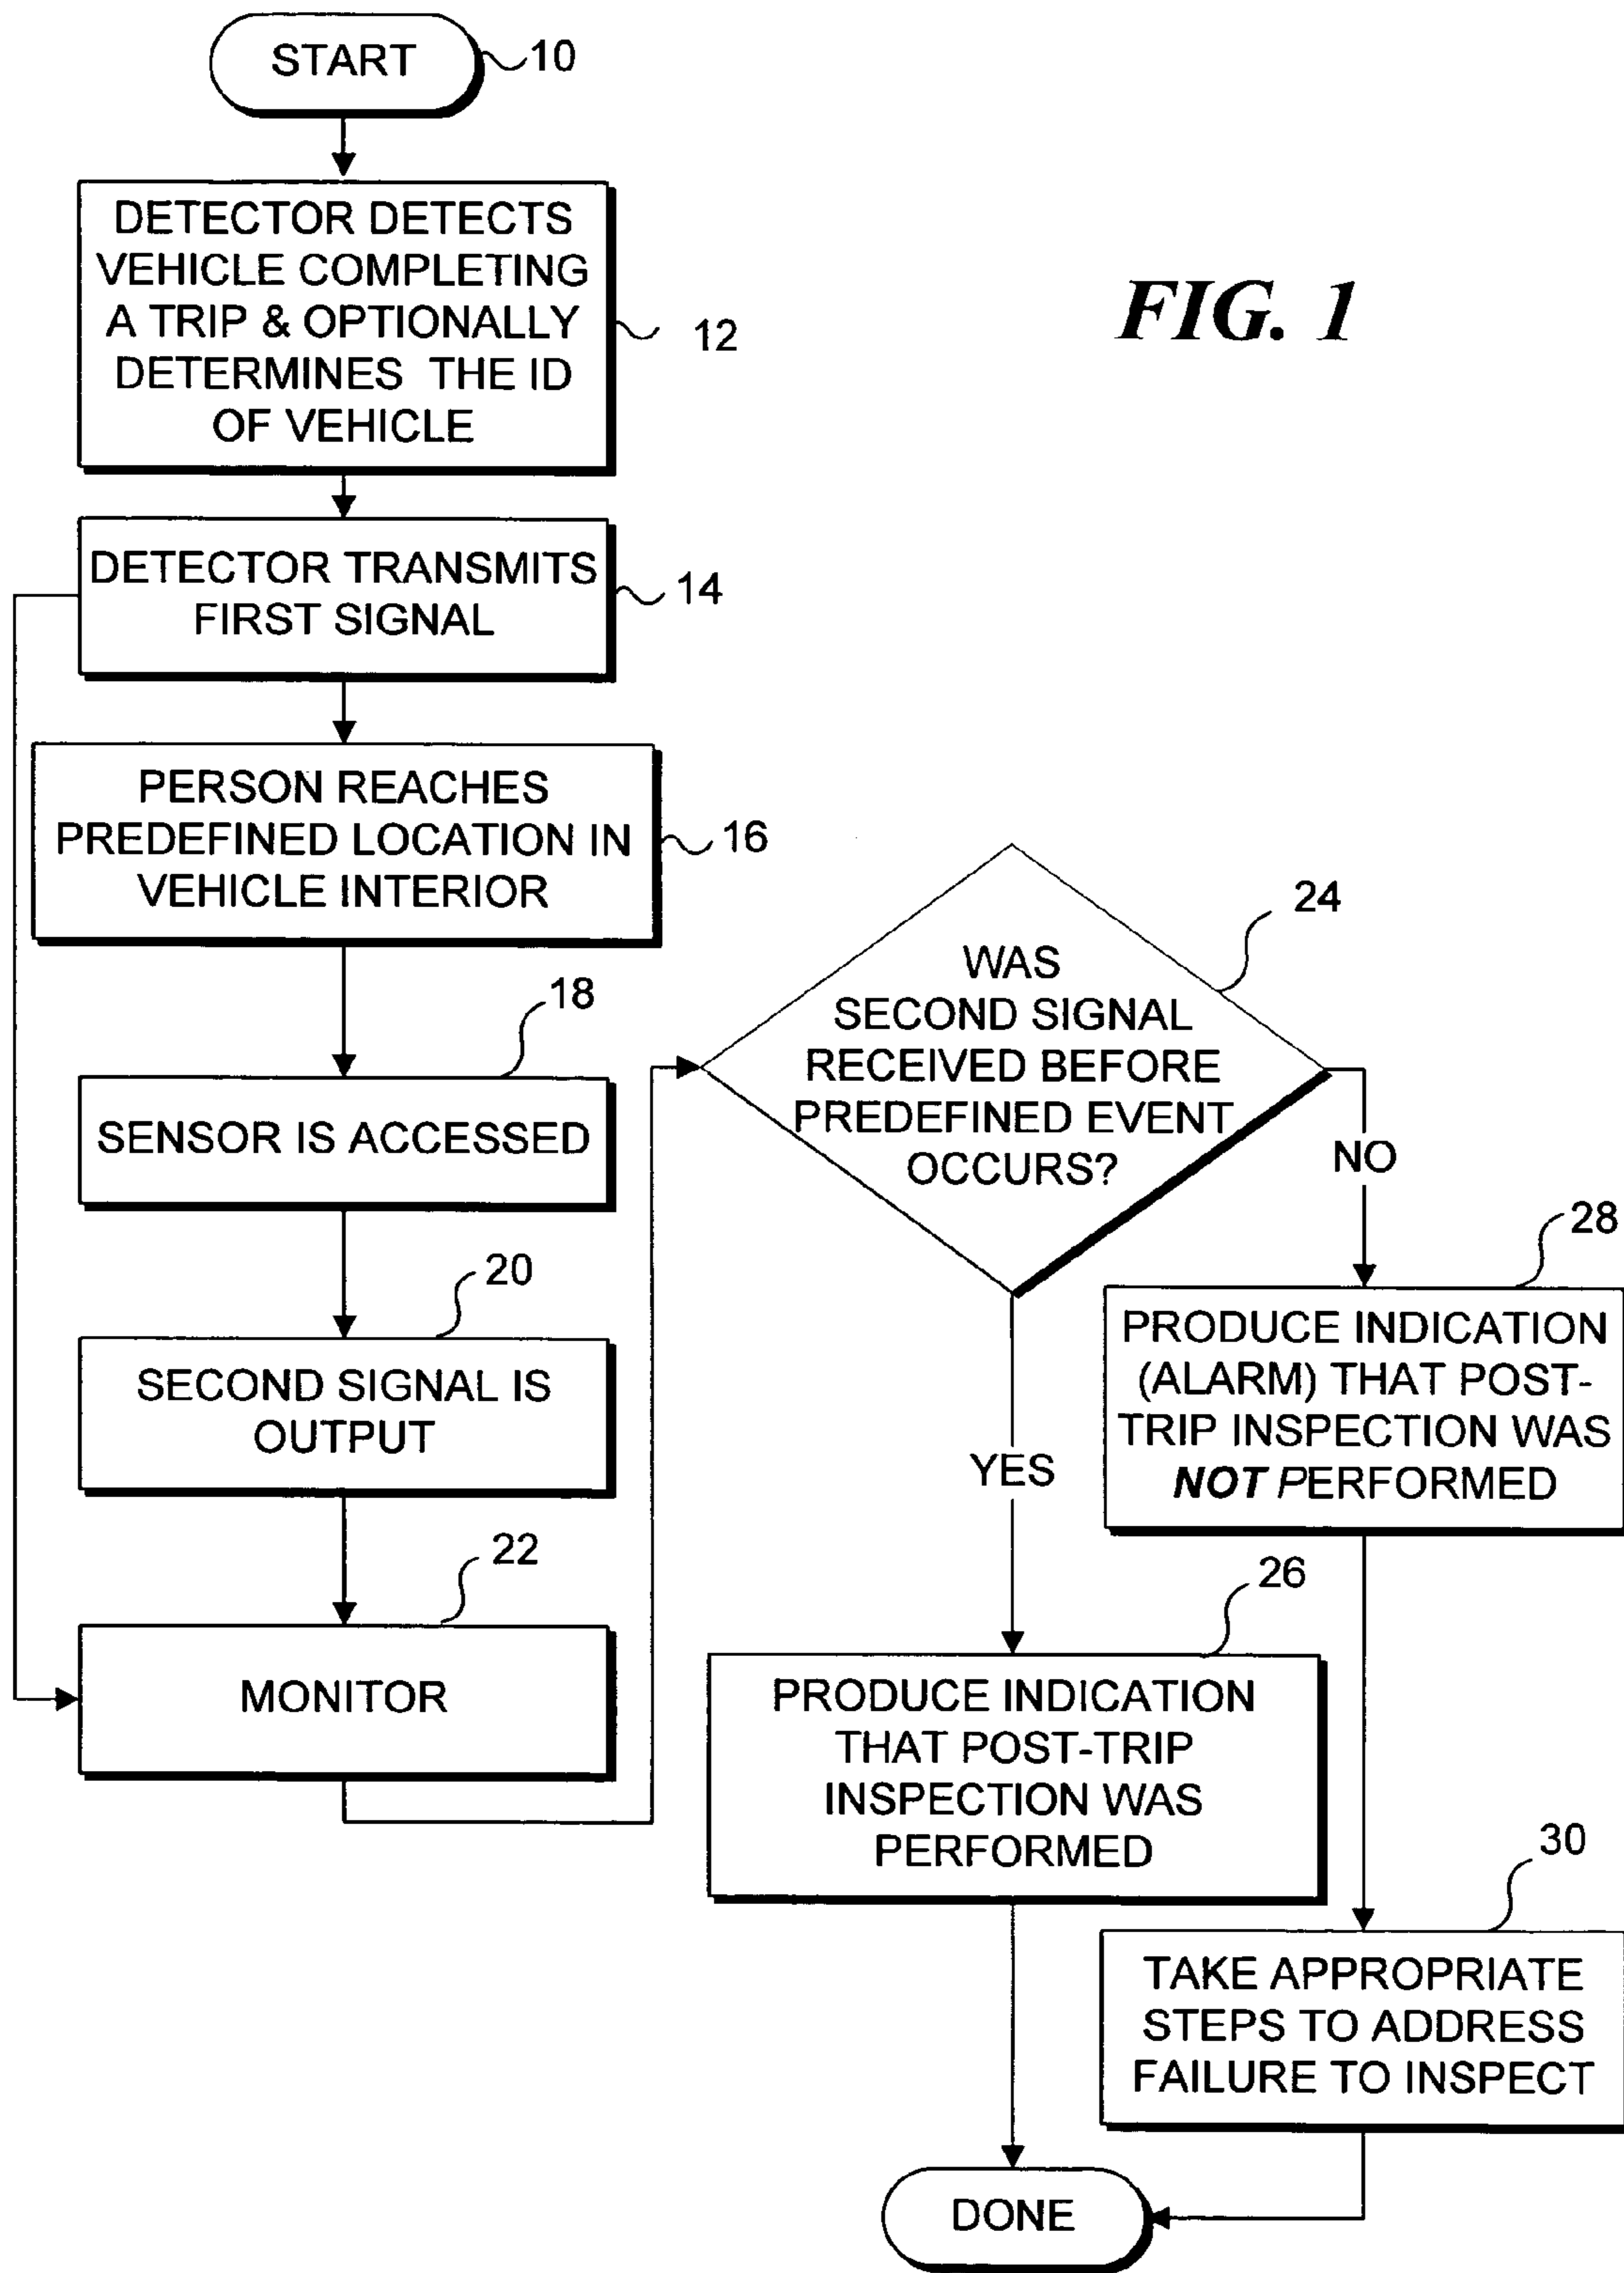 START
10
DETECTOR DETECTS
VEHICLE COMPLETING
A TRIP & OPTIONALLY
DETERMINES THE ID
OF VEHICLE
12
FIG. 1
DETECTOR TRANSMITS
FIRST SIGNAL
14
PERSON REACHES
PREDEFINED LOCATION IN
VEHICLE INTERIOR
16
18
SENSOR IS ACCESSED
20
SECOND SIGNAL IS
OUTPUT
22
MONITOR
24
WAS
SECOND SIGNAL
RECEIVED BEFORE
PREDEFINED EVENT
OCCURS?
NO
YES
28
PRODUCE INDICATION
(ALARM) THAT POST-
TRIP INSPECTION WAS
NOT PERFORMED
26
PRODUCE INDICATION
THAT POST-TRIP
INSPECTION WAS
PERFORMED
30
TAKE APPROPRIATE
STEPS TO ADDRESS
FAILURE TO INSPECT
DONE